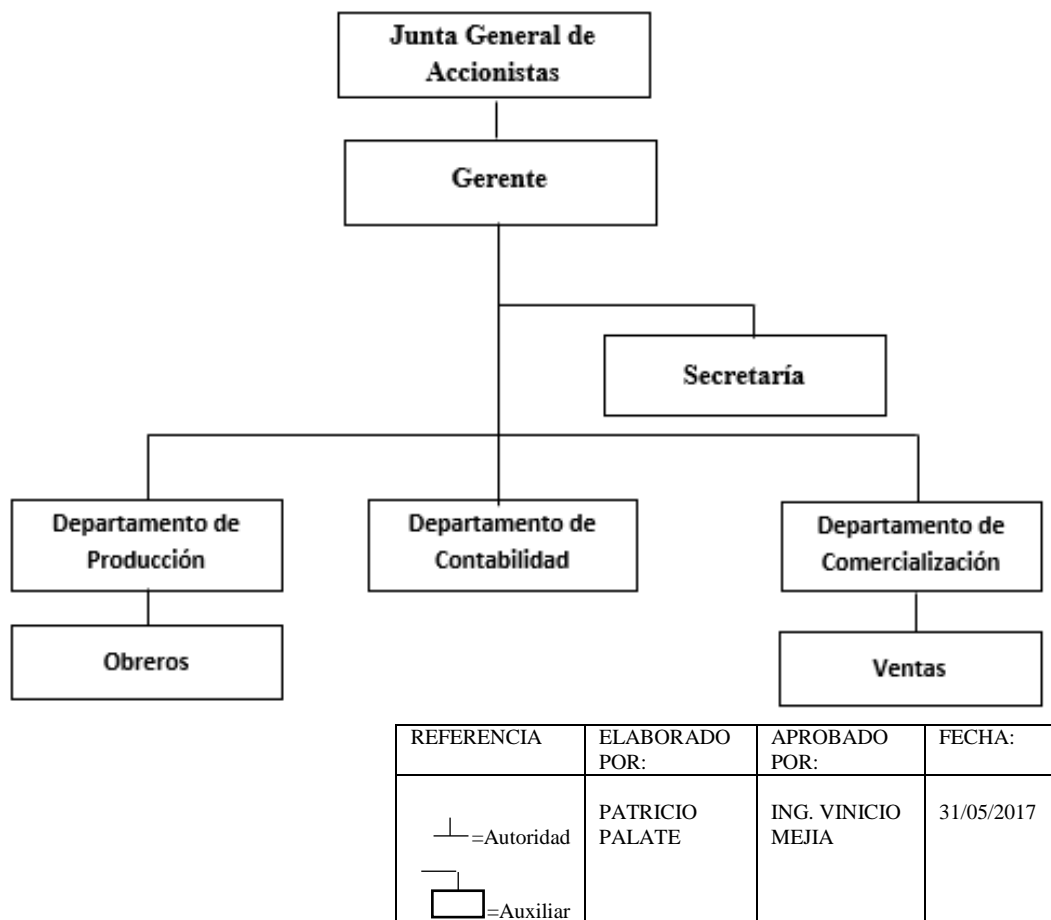 Junta General de
Accionistas
Gerente
Secretaría
Departamento de
Producción
Departamento de
Contabilidad
Departamento de
Comercialización
Obreros
Ventas
REFERENCIA
ELABORADO
POR:
APROBADO
POR:
FECHA:
=Autoridad
=Auxiliar
PATRICIO
PALATE
ING. VINICIO
MEJIA
31/05/2017